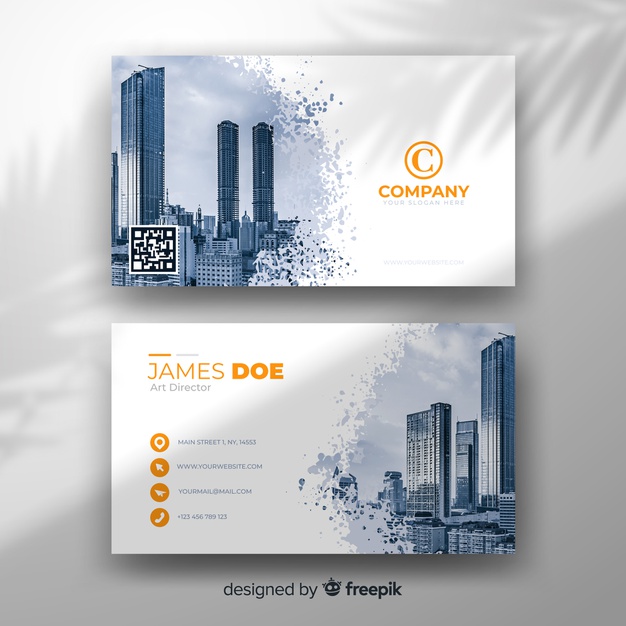 C
COMPANY
YOUR SLOGAN HERE
WWW.YOURWEBSITE.COM
JAMES DOE
Art Director
MAIN STREET 1, NY, 14553
WWW.YOURWEBSITE.COM
YOURMAIL@MAIL.COM
+123 456 789 123
designed by freepik